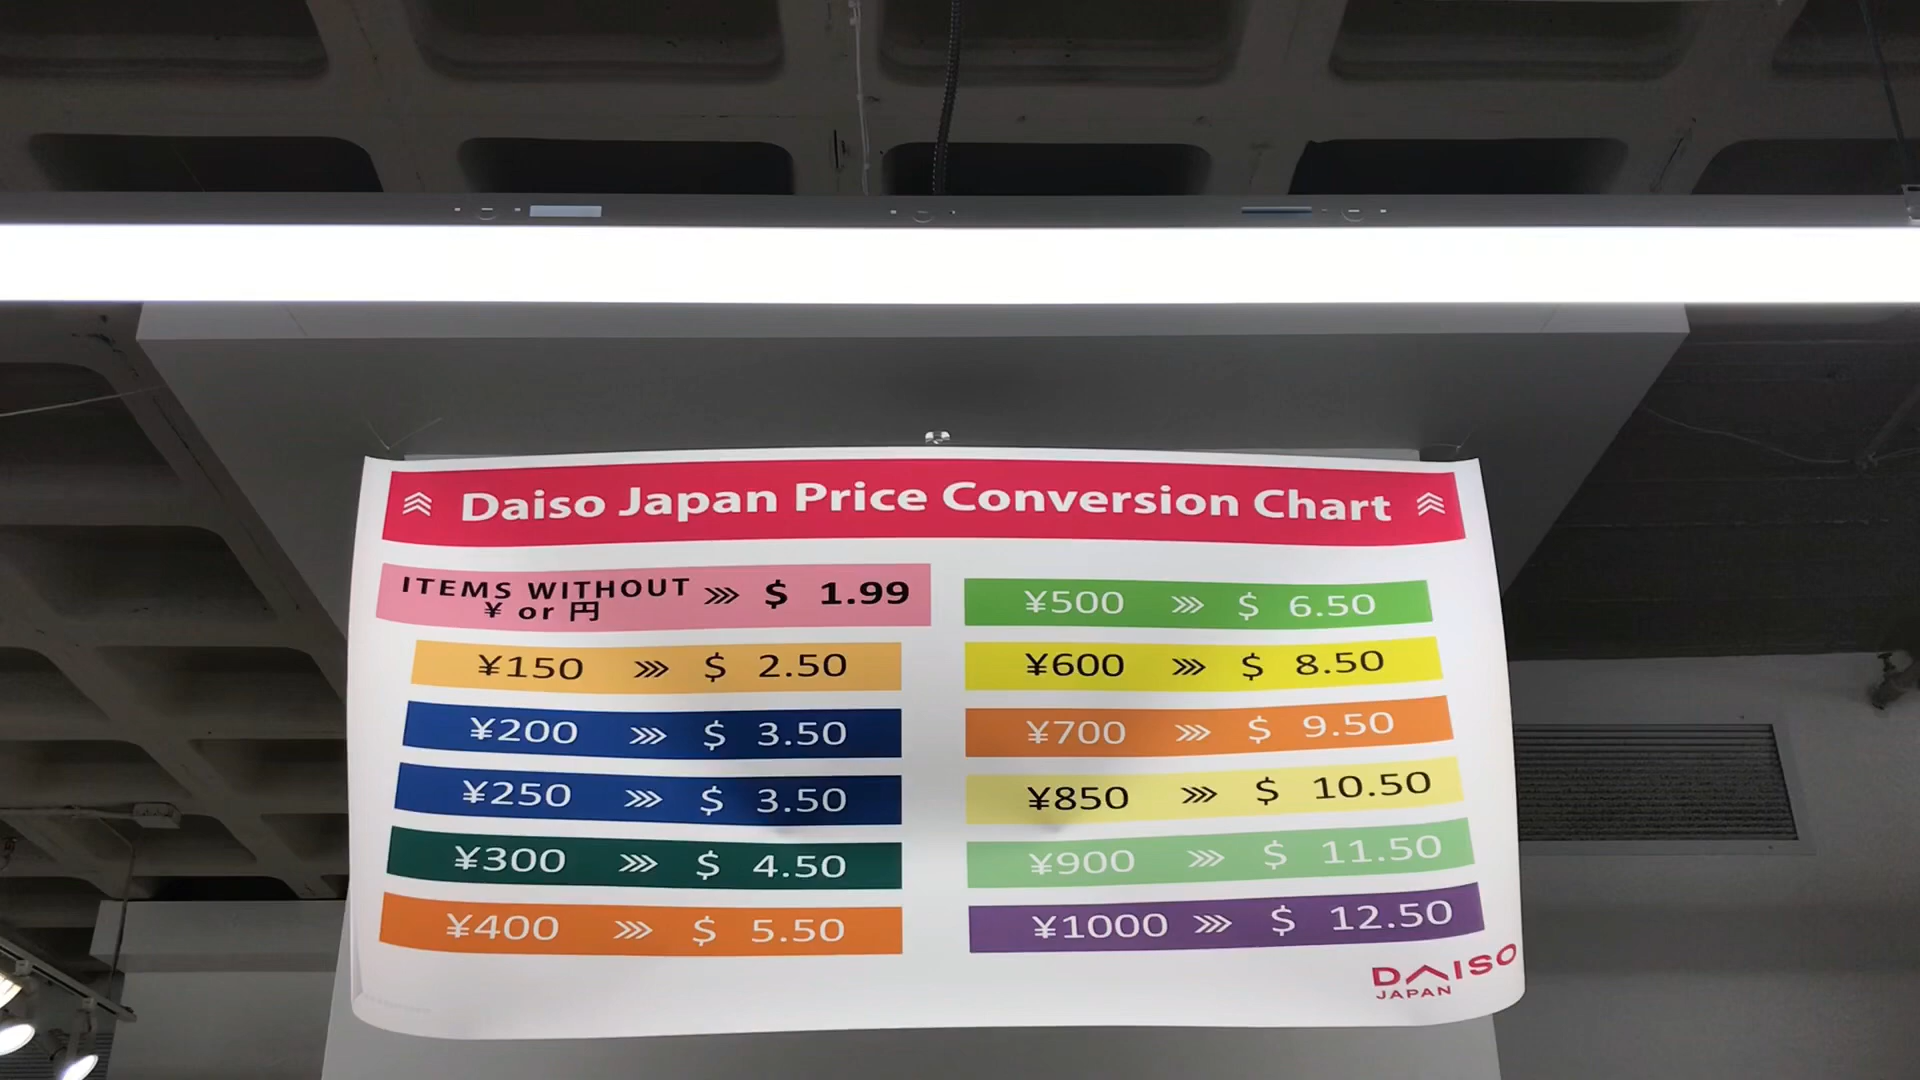 Daiso Japan Price Conversion Chart
ITEMS WITHOUT
¥ or 円
$ 1.99
¥150 $ 2.50
¥200 $ 3.50
¥250 $ 3.50
¥300 $ 4.50
¥400 $ 5.50
¥500 $ 6.50
¥600 $ 8.50
¥700 $ 9.50
¥850 $ 10.50
¥900 $ 11.50
¥1000 $ 12.50
DAISO
JAPAN